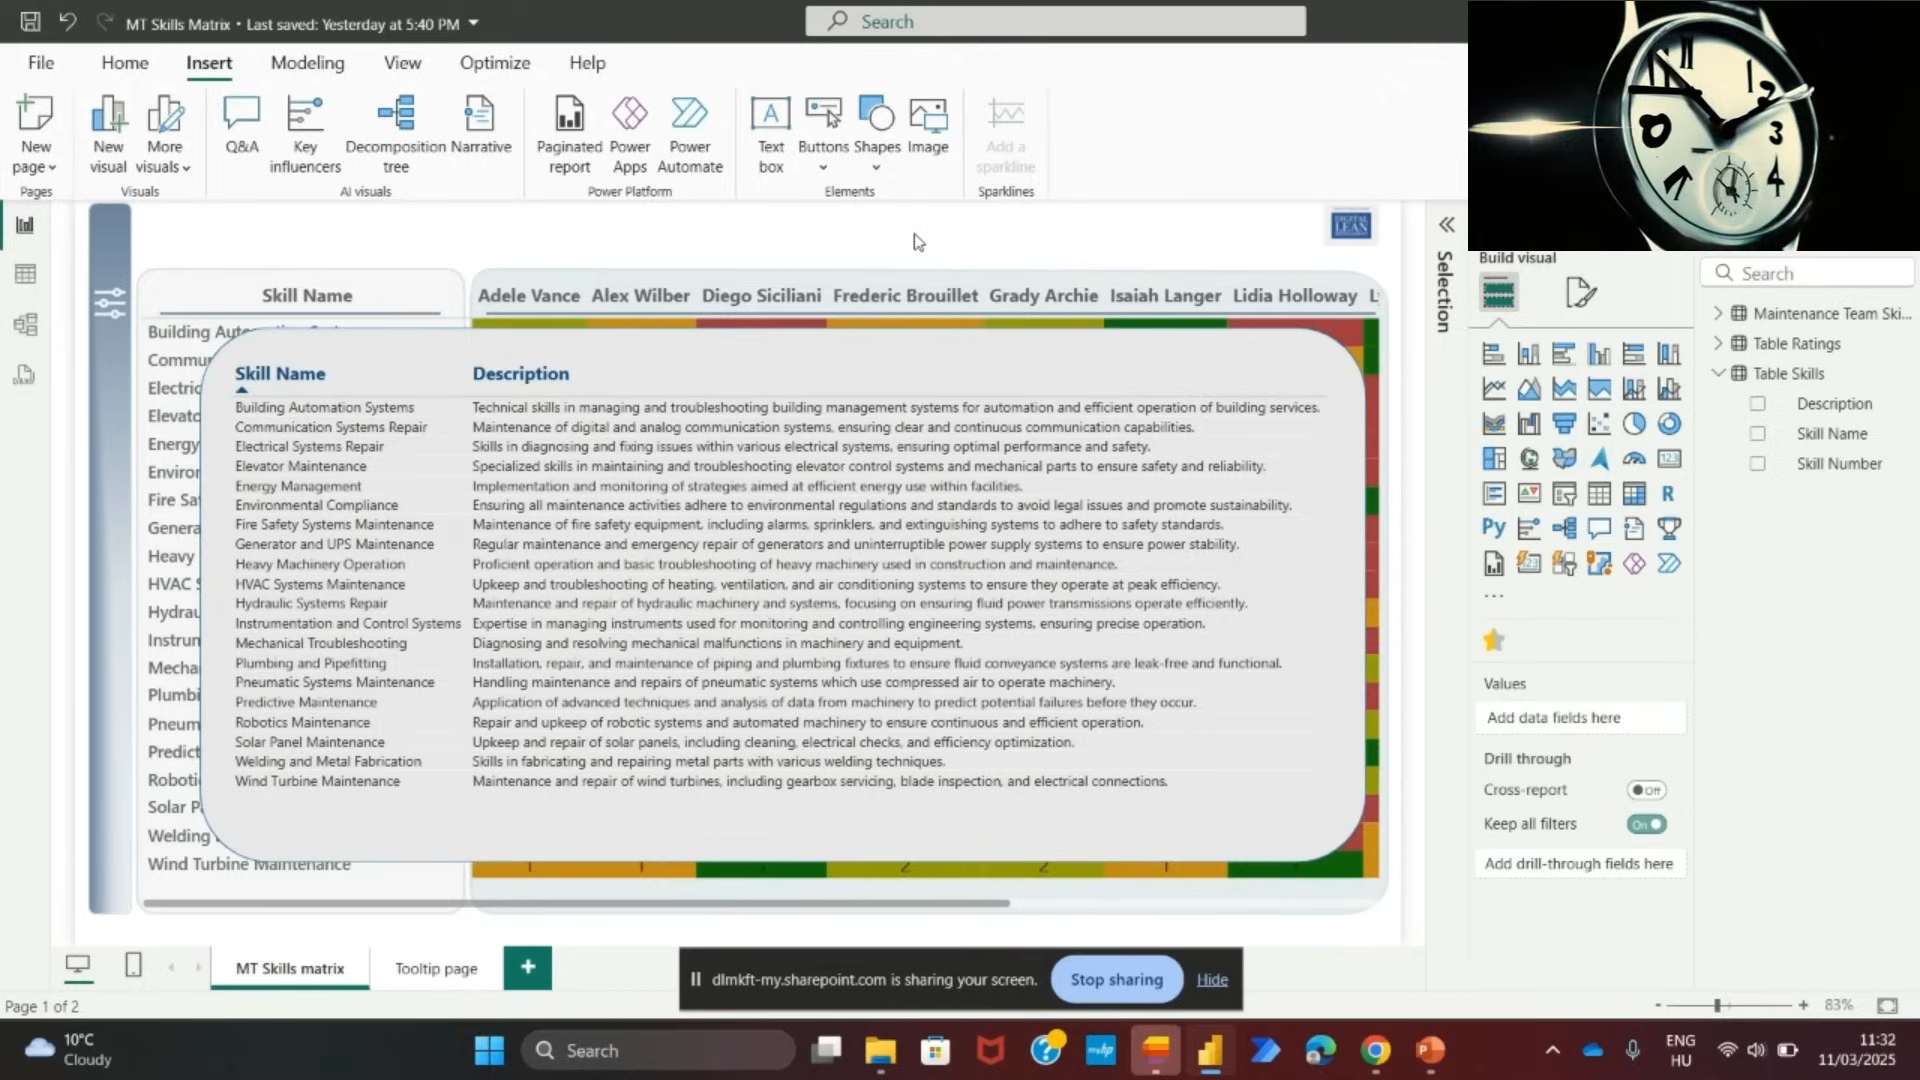 MT Skills Matrix • Last saved: Yesterday at 5:40 PM
Search
File Home Insert Modeling View Optimize Help
New page
New visual
More visuals
Q&A
Key influencers
Decomposition tree
Narrative
Paginated report
Power Apps
Power Automate
Text box
Buttons
Shapes
Image
Add a sparkline
Pages
Visuals
AI visuals
Power Platform
Elements
Sparklines
DIGITAL LEAN
Skill Name
Adele Vance Alex Wilber Diego Siciliani Frederic Brouillet Grady Archie Isaiah Langer Lidia Holloway
Skill Name Description
Building Automation Systems Technical skills in managing and troubleshooting building management systems for automation and efficient operation of building services.
Communication Systems Repair Maintenance of digital and analog communication systems, ensuring clear and continuous communication capabilities.
Electrical Systems Repair Skills in diagnosing and fixing issues within various electrical systems, ensuring optimal performance and safety.
Elevator Maintenance Specialized skills in maintaining and troubleshooting elevator control systems and mechanical parts to ensure safety and reliability.
Energy Management Implementation and monitoring of strategies aimed at efficient energy use within facilities.
Environmental Compliance Ensuring all maintenance activities adhere to environmental regulations and standards to avoid legal issues and promote sustainability.
Fire Safety Systems Maintenance Maintenance of fire safety equipment, including alarms, sprinklers, and extinguishing systems to adhere to safety standards.
Generator and UPS Maintenance Regular maintenance and emergency repair of generators and uninterruptible power supply systems to ensure power stability.
Heavy Machinery Operation Proficient operation and basic troubleshooting of heavy machinery used in construction and maintenance.
HVAC Systems Maintenance Upkeep and troubleshooting of heating, ventilation, and air conditioning systems to ensure they operate at peak efficiency.
Hydraulic Systems Repair Maintenance and repair of hydraulic machinery and systems, focusing on ensuring fluid power transmissions operate efficiently.
Instrumentation and Control Systems Expertise in managing instruments used for monitoring and controlling engineering systems, ensuring precise operation.
Mechanical Troubleshooting Diagnosing and resolving mechanical malfunctions in machinery and equipment.
Plumbing and Pipefitting Installation, repair, and maintenance of piping and plumbing fixtures to ensure fluid conveyance systems are leak-free and functional.
Pneumatic Systems Maintenance Handling maintenance and repairs of pneumatic systems which use compressed air to operate machinery.
Predictive Maintenance Application of advanced techniques and analysis of data from machinery to predict potential failures before they occur.
Robotics Maintenance Repair and upkeep of robotic systems and automated machinery to ensure continuous and efficient operation.
Solar Panel Maintenance Upkeep and repair of solar panels, including cleaning, electrical checks, and efficiency optimization.
Welding and Metal Fabrication Skills in fabricating and repairing metal parts with various welding techniques.
Wind Turbine Maintenance Maintenance and repair of wind turbines, including gearbox servicing, blade inspection, and electrical connections.
Wind Turbine Maintenance
Selection
Build visual
Values
Add data fields here
Drill through
Cross-report Off
Keep all filters On
Add drill-through fields here
Search
Maintenance Team Ski...
Table Ratings
Table Skills
Description
Skill Name
Skill Number
MT Skills matrix Tooltip page +
dlmkft-my.sharepoint.com is sharing your screen. Stop sharing Hide
Page 1 of 2
- + 83%
10°C
Cloudy
Search
ENG
HU
11:32
11/03/2025